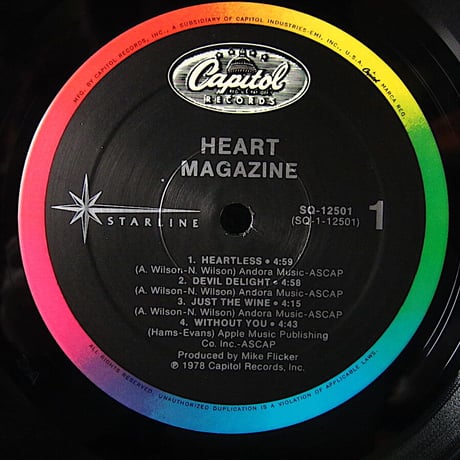 MFG. BY CAPITOL RECORDS, INC., A SUBSIDIARY OF CAPITOL INDUSTRIES-EMI, INC., U.S.A. Capitol MARCA REG.
Capitol
RECORDS
HEART
MAGAZINE
STARLINE
SQ-12501
(SQ-1-12501)
1
1. HEARTLESS • 4:59
(A. Wilson-N. Wilson) Andora Music-ASCAP
2. DEVIL DELIGHT • 4:58
(A. Wilson-N. Wilson) Andora Music-ASCAP
3. JUST THE WINE • 4:15
(A. Wilson-N. Wilson) Andora Music-ASCAP
4. WITHOUT YOU • 4:43
(Hams-Evans) Apple Music Publishing
Co. Inc.-ASCAP
Produced by Mike Flicker
℗ 1978 Capitol Records, Inc.
ALL RIGHTS RESERVED. UNAUTHORIZED DUPLICATION IS A VIOLATION OF APPLICABLE LAWS.